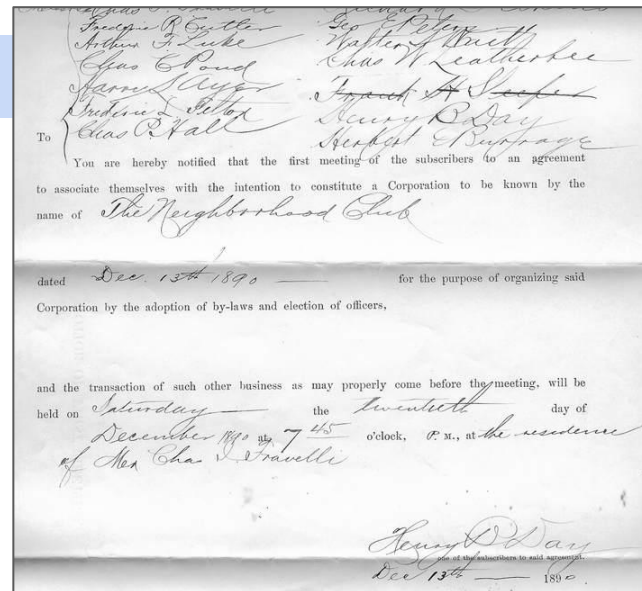 Frederic R Cutler Geo E Peters
Arthur F. Luke Walter
Chas C Pond Chas W Leatherbee
Harry L Ayer Frank H Sleeper
Frederic L Felton Henry B Day
To Chas P. Hall Herbert E Burrage
You are hereby notified that the first meeting of the subscribers to an agreement
to associate themselves with the intention to constitute a Corporation to be known by the
name of The Neighborhood Club
dated Dec. 13th 1890 — for the purpose of organizing said
Corporation by the adoption of by-laws and election of officers,
and the transaction of such other business as may properly come before the meeting, will be
held on Saturday — the twentieth day of
December 1890 at 7 45 o'clock, P. M., at the residence
of Chas Travelli
Henry B Day
one of the subscribers to said agreement.
Dec 13th — 1890